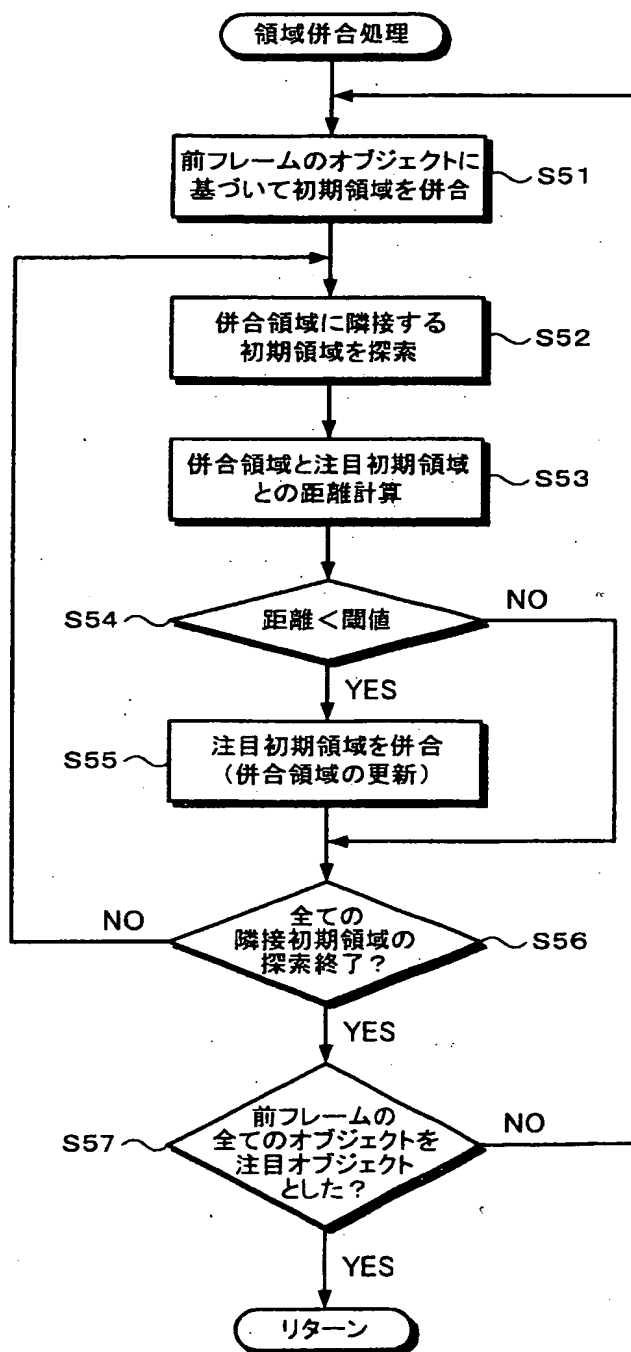 領域併合処理
前フレームのオブジェクトに
基づいて初期領域を併合
S51
併合領域に隣接する
初期領域を探索
S52
併合領域と注目初期領域
との距離計算
S53
S54
距離<閾値
NO
YES
S55
注目初期領域を併合
(併合領域の更新)
NO
全ての
隣接初期領域の
探索終了?
S56
YES
S57
前フレームの
全てのオブジェクトを
注目オブジェクト
とした?
NO
YES
リターン